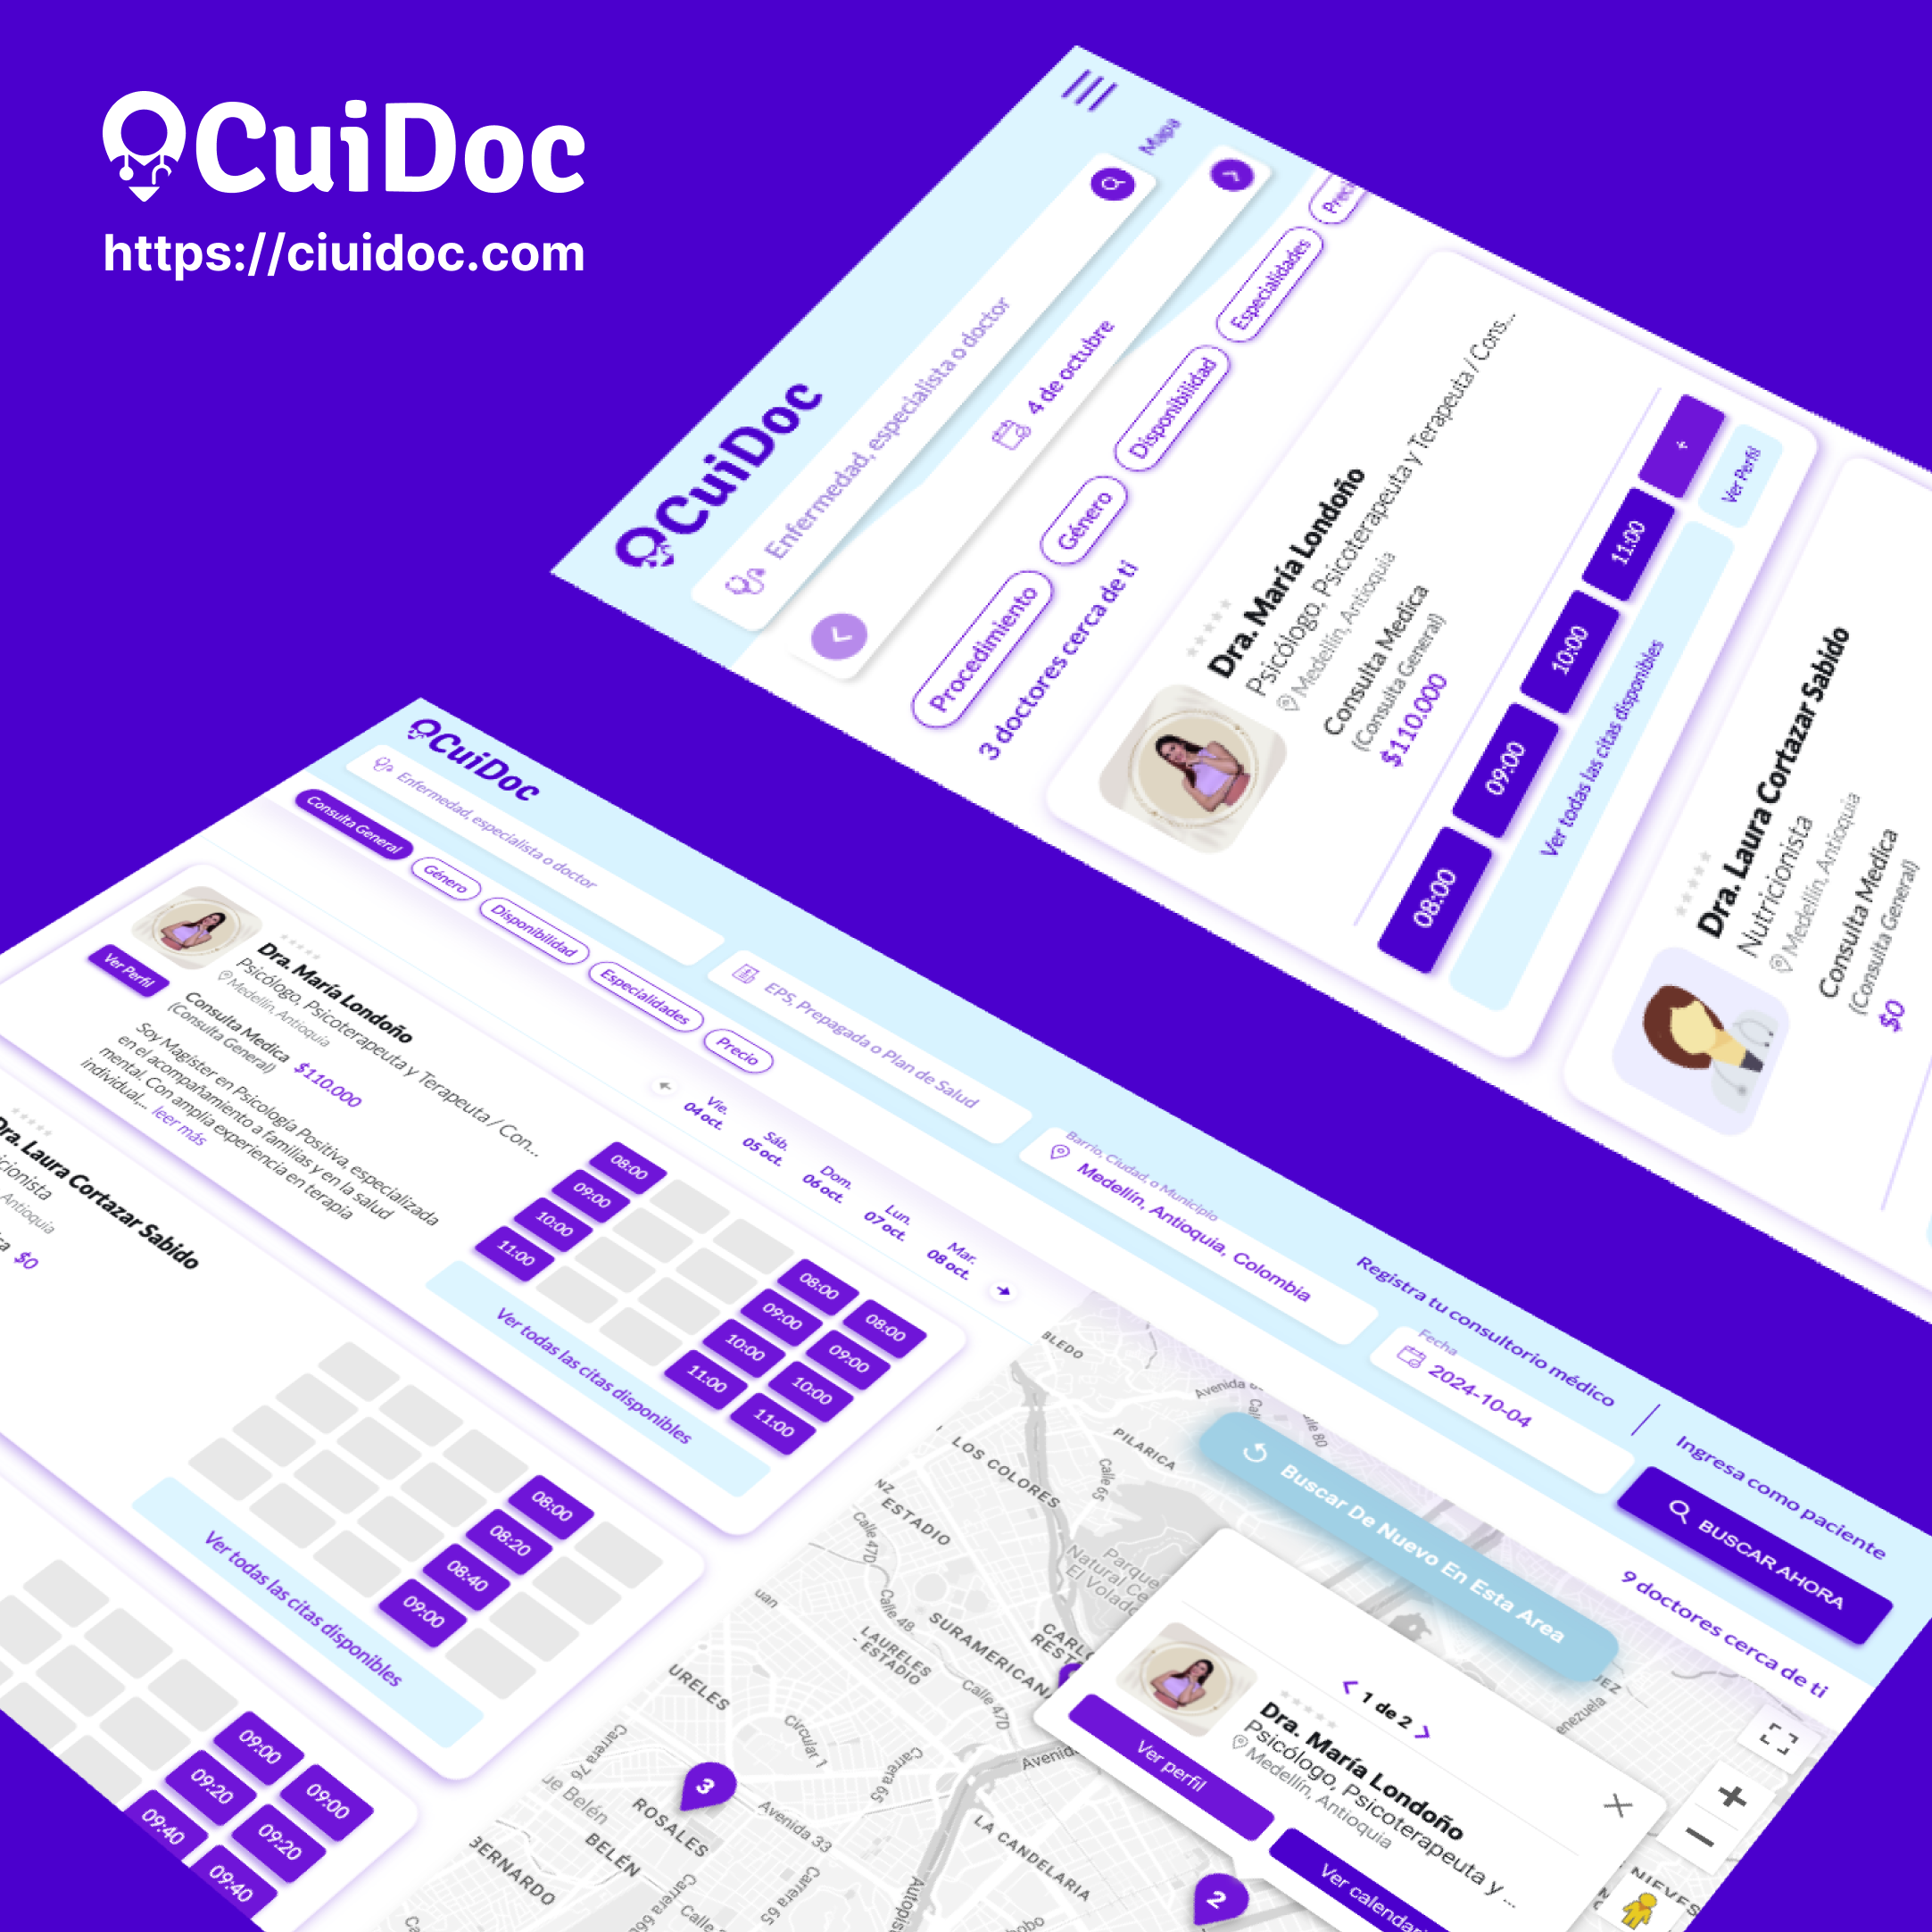 CuiDoc
https://ciuidoc.com
CuiDoc
Enfermedad, especialista o doctor
Mapa
4 de octubre
Procedimiento
Género
Disponibilidad
Especialidades
3 doctores cerca de ti
Dra. María Londoño
Psicólogo, Psicoterapeuta y Terapeuta / Cons...
Medellín, Antioquia
Consulta Medica
(Consulta General)
$110.000
08:00
09:00
10:00
11:00
Ver todas las citas disponibles
Ver Perfil
Dra. Laura Cortazar Sabido
Nutricionista
Medellín, Antioquia
Consulta Medica
(Consulta General)
$0
CuiDoc
Registra tu consultorio médico
Ingresa como paciente
Enfermedad, especialista o doctor
EPS, Prepagada o Plan de Salud
Barrio, Ciudad, o Municipio
Medellín, Antioquia, Colombia
Fecha
2024-10-04
BUSCAR AHORA
Consulta General
Género
Disponibilidad
Especialidades
Precio
9 doctores cerca de ti
Vie.
04 oct.
Sáb.
05 oct.
Dom.
06 oct.
Lun.
07 oct.
Mar.
08 oct.
Dra. María Londoño
Psicólogo, Psicoterapeuta y Terapeuta / Con...
Medellín, Antioquia
Ver Perfil
Consulta Medica $110.000
(Consulta General)
Soy Magister en Psicología Positiva, especializada
en el acompañamiento a familias y en la salud
mental. Con amplia experiencia en terapia
individual,... leer más
08:00
09:00
10:00
11:00
08:00
09:00
10:00
11:00
08:00
09:00
10:00
11:00
Ver todas las citas disponibles
Dra. Laura Cortazar Sabido
Antioquia
$0
08:00
08:20
08:40
09:00
Ver todas las citas disponibles
09:00
09:20
09:40
09:00
09:20
09:40
Buscar De Nuevo En Esta Area
1 de 2
Dra. María Londoño
Psicólogo, Psicoterapeuta y ...
Medellín, Antioquia
Ver perfil
Ver calendari
PILARICA
LOS COLORES
Calle 65
ESTADIO
Calle 47D
Calle 48
Parque
Natural Ce
El Volado
SURAMERICANA
LAURELES
- ESTADIO
Calle 47D
URELES
Circular 1
Carrera 76
Carrera 65
3
ROSALES
Avenida 33
BELÉN
LA CANDELARIA
Carrera 65
2
NIEVES